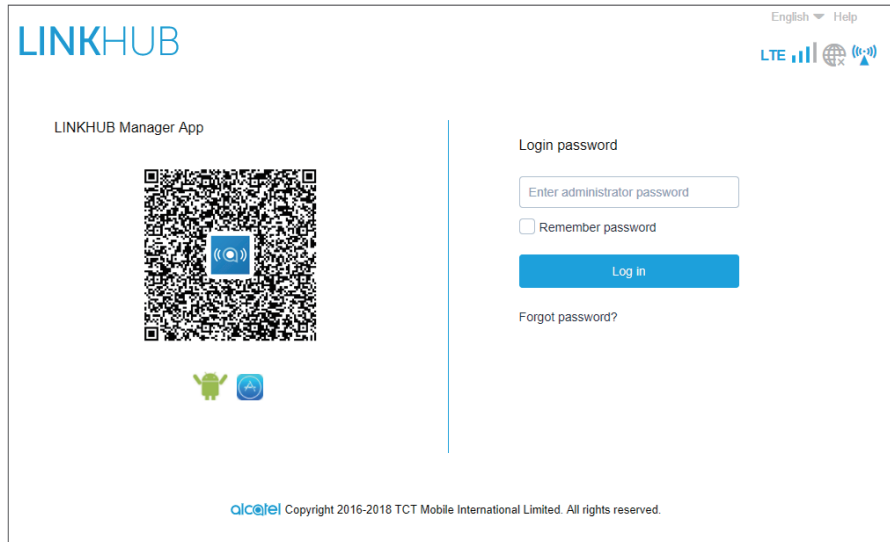 English Help
LINKHUB
LTE
LINKHUB Manager App
Login password
Enter administrator password
Remember password
Log in
Forgot password?
alcatel Copyright 2016-2018 TCT Mobile International Limited. All rights reserved.